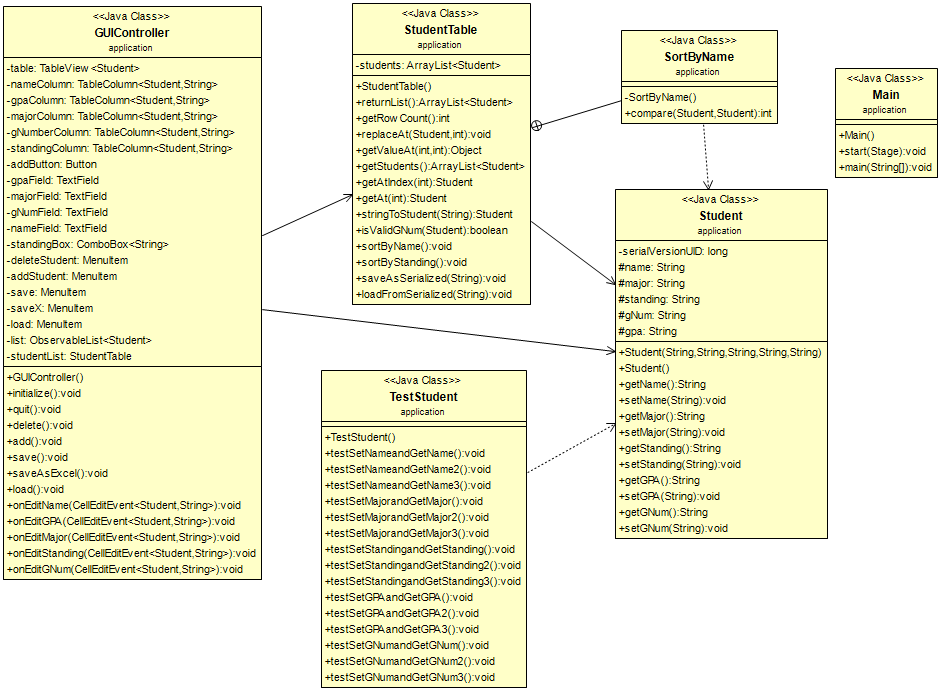 <<Java Class>>
GUIController
application
-table: TableView <Student>
-nameColumn: TableColumn<Student,String>
-gpaColumn: TableColumn<Student,String>
-majorColumn: TableColumn<Student,String>
-gNumberColumn: TableColumn<Student,String>
-standingColumn: TableColumn<Student,String>
-addButton: Button
-gpaField: TextField
-majorField: TextField
-gNumField: TextField
-nameField: TextField
-standingBox: ComboBox<String>
-deleteStudent: MenuItem
-addStudent: MenuItem
-save: MenuItem
-saveX: MenuItem
-load: MenuItem
-list: ObservableList<Student>
-studentList: StudentTable
+GUIController()
+initialize():void
+quit():void
+delete():void
+add():void
+save():void
+saveAsExcel():void
+load():void
+onEditName(CellEditEvent<Student,String>):void
+onEditGPA(CellEditEvent<Student,String>):void
+onEditMajor(CellEditEvent<Student,String>):void
+onEditStanding(CellEditEvent<Student,String>):void
+onEditGNum(CellEditEvent<Student,String>):void
<<Java Class>>
StudentTable
application
-students: ArrayList<Student>
+StudentTable()
+returnList():ArrayList<Student>
+getRow Count():int
+replaceAt(Student,int):void
+getValueAt(int,int):Object
+getStudents():ArrayList<Student>
+getAtIndex(int):Student
+getAt(int):Student
+stringToStudent(String):Student
+isValidGNum(Student):boolean
+sortByName():void
+sortByStanding():void
+saveAsSerialized(String):void
+loadFromSerialized(String):void
<<Java Class>>
SortByName
application
-SortByName()
+compare(Student,Student):int
<<Java Class>>
Main
application
+Main()
+start(Stage):void
+main(String[]):void
<<Java Class>>
Student
application
-serialVersionUID: long
#name: String
#major: String
#standing: String
#gNum: String
#gpa: String
+Student(String,String,String,String,String)
+Student()
+getName():String
+setName(String):void
+getMajor():String
+setMajor(String):void
+getStanding():String
+setStanding(String):void
+getGPA():String
+setGPA(String):void
+getGNum():String
+setGNum(String):void
<<Java Class>>
TestStudent
application
+TestStudent()
+testSetNameandGetName():void
+testSetNameandGetName2():void
+testSetNameandGetName3():void
+testSetMajorandGetMajor():void
+testSetMajorandGetMajor2():void
+testSetMajorandGetMajor3():void
+testSetStandingandGetStanding():void
+testSetStandingandGetStanding2():void
+testSetStandingandGetStanding3():void
+testSetGPAandGetGPA():void
+testSetGPAandGetGPA2():void
+testSetGPAandGetGPA3():void
+testSetGNumandGetGNum():void
+testSetGNumandGetGNum2():void
+testSetGNumandGetGNum3():void